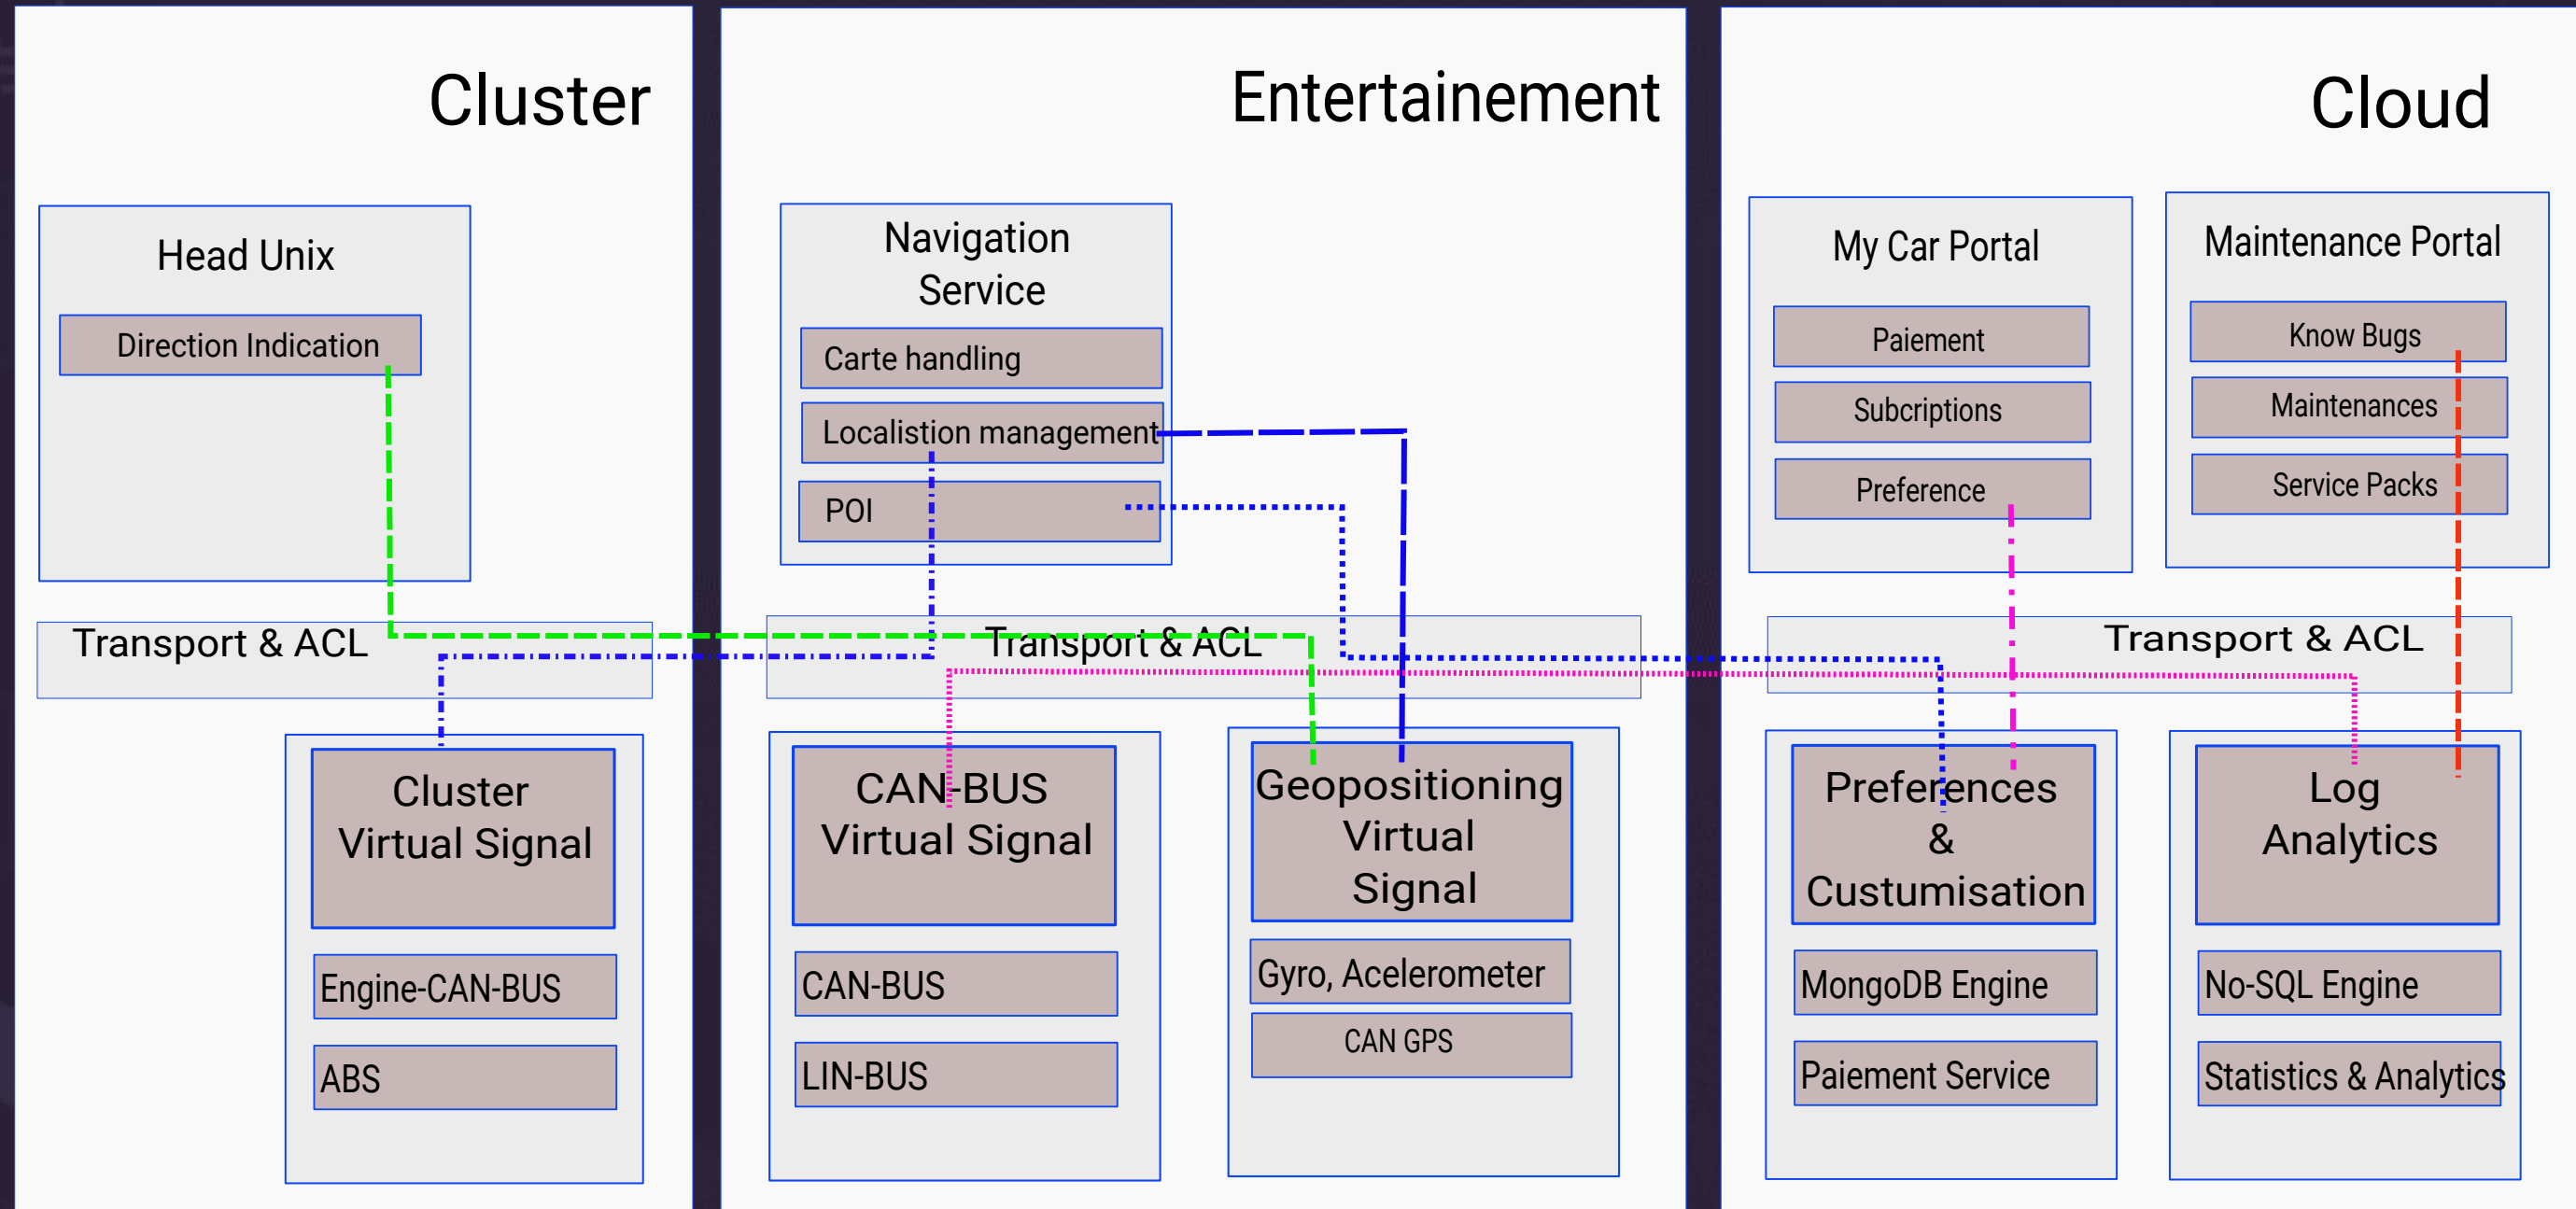 Cluster
Head Unix
Direction Indication
Transport & ACL
Cluster
Virtual Signal
Engine-CAN-BUS
ABS
Entertainement
Navigation
Service
Carte handling
Localistion management
POI
Transport & ACL
CAN-BUS
Virtual Signal
CAN-BUS
LIN-BUS
Geopositioning
Virtual
Signal
Gyro, Acelerometer
CAN GPS
Cloud
My Car Portal
Paiement
Subcriptions
Preference
Maintenance Portal
Know Bugs
Maintenances
Service Packs
Transport & ACL
Preferences
&
Custumisation
MongoDB Engine
Paiement Service
Log
Analytics
No-SQL Engine
Statistics & Analytics